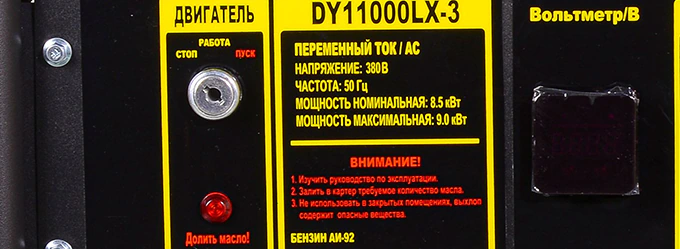 ДВИГАТЕЛЬ
РАБОТА
СТОП ПУСК
Долить масло!
DY11000LX-3
ПЕРЕМЕННЫЙ ТОК / AC
НАПРЯЖЕНИЕ: 380 В
ЧАСТОТА: 50 Гц
МОЩНОСТЬ НОМИНАЛЬНАЯ: 8.5 кВт
МОЩНОСТЬ МАКСИМАЛЬНАЯ: 9.0 кВт
ВНИМАНИЕ!
1. Изучить руководство по эксплуатации.
2. Залить в картер требуемое количество масла.
3. Не использовать в закрытых помещениях, выхлоп
содержит опасные вещества.
БЕНЗИН АИ-92
Вольтметр/В